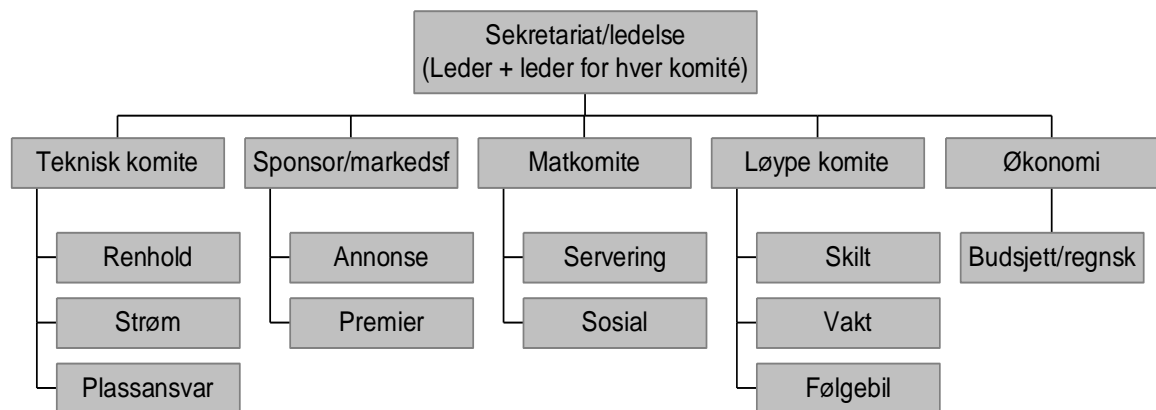 Sekretariat/ledelse
(Leder + leder for hver komité)
Teknisk komite
Sponsor/markedsf
Matkomite
Løype komite
Økonomi
Renhold
Annonse
Servering
Skilt
Budsjett/regnsk
Strøm
Premier
Sosial
Vakt
Plassansvar
Følgebil